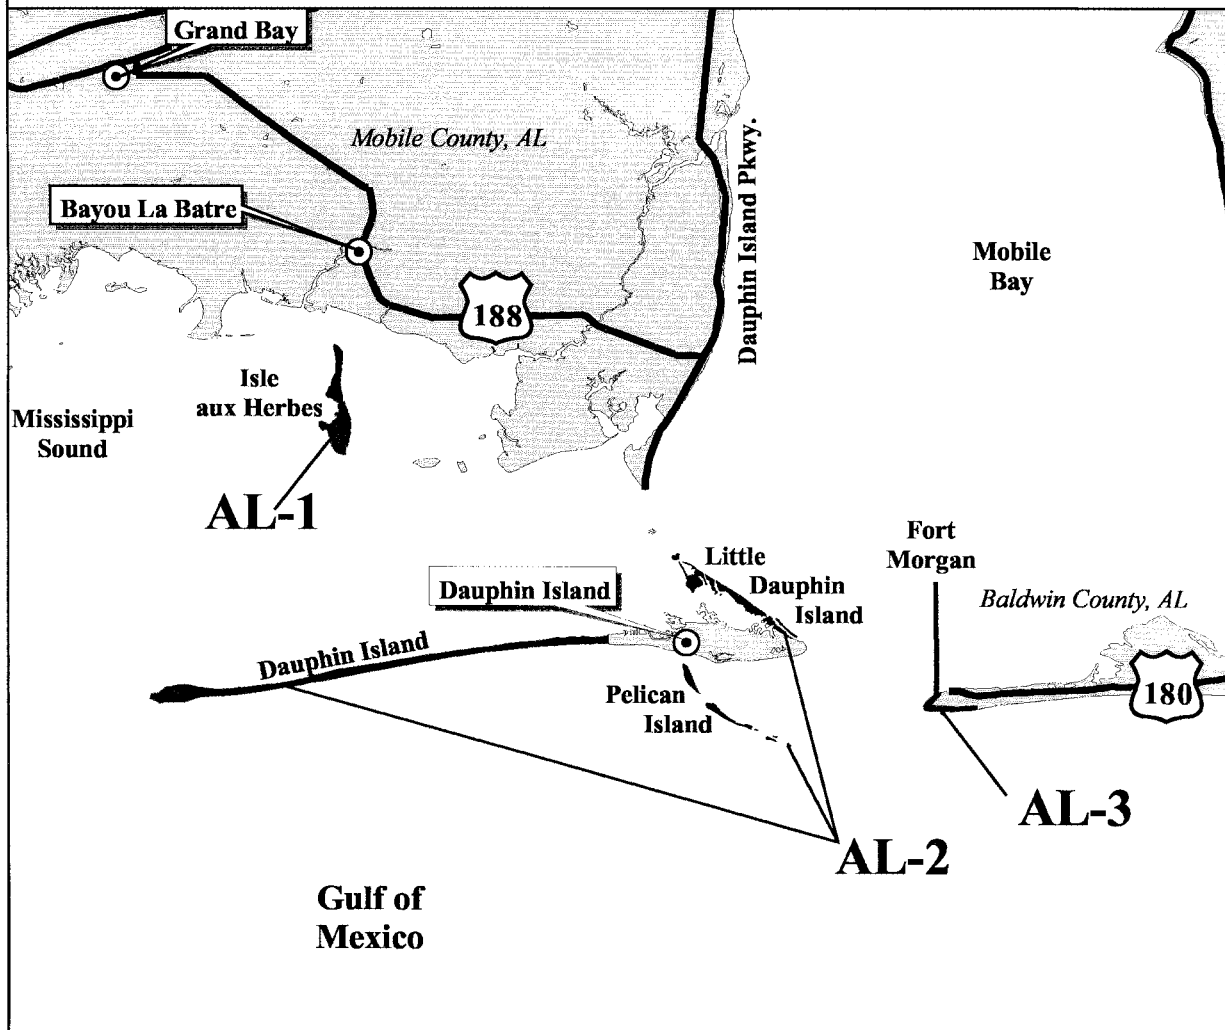 Grand Bay
Mobile County, AL
Bayou La Batre
Dauphin Island Pkwy.
Mobile
Bay
188
Isle
aux Herbes
Mississippi
Sound
AL-1
Fort
Morgan
Little
Dauphin
Island
Dauphin Island
Baldwin County, AL
Dauphin Island
Pelican
Island
180
AL-3
AL-2
Gulf of
Mexico